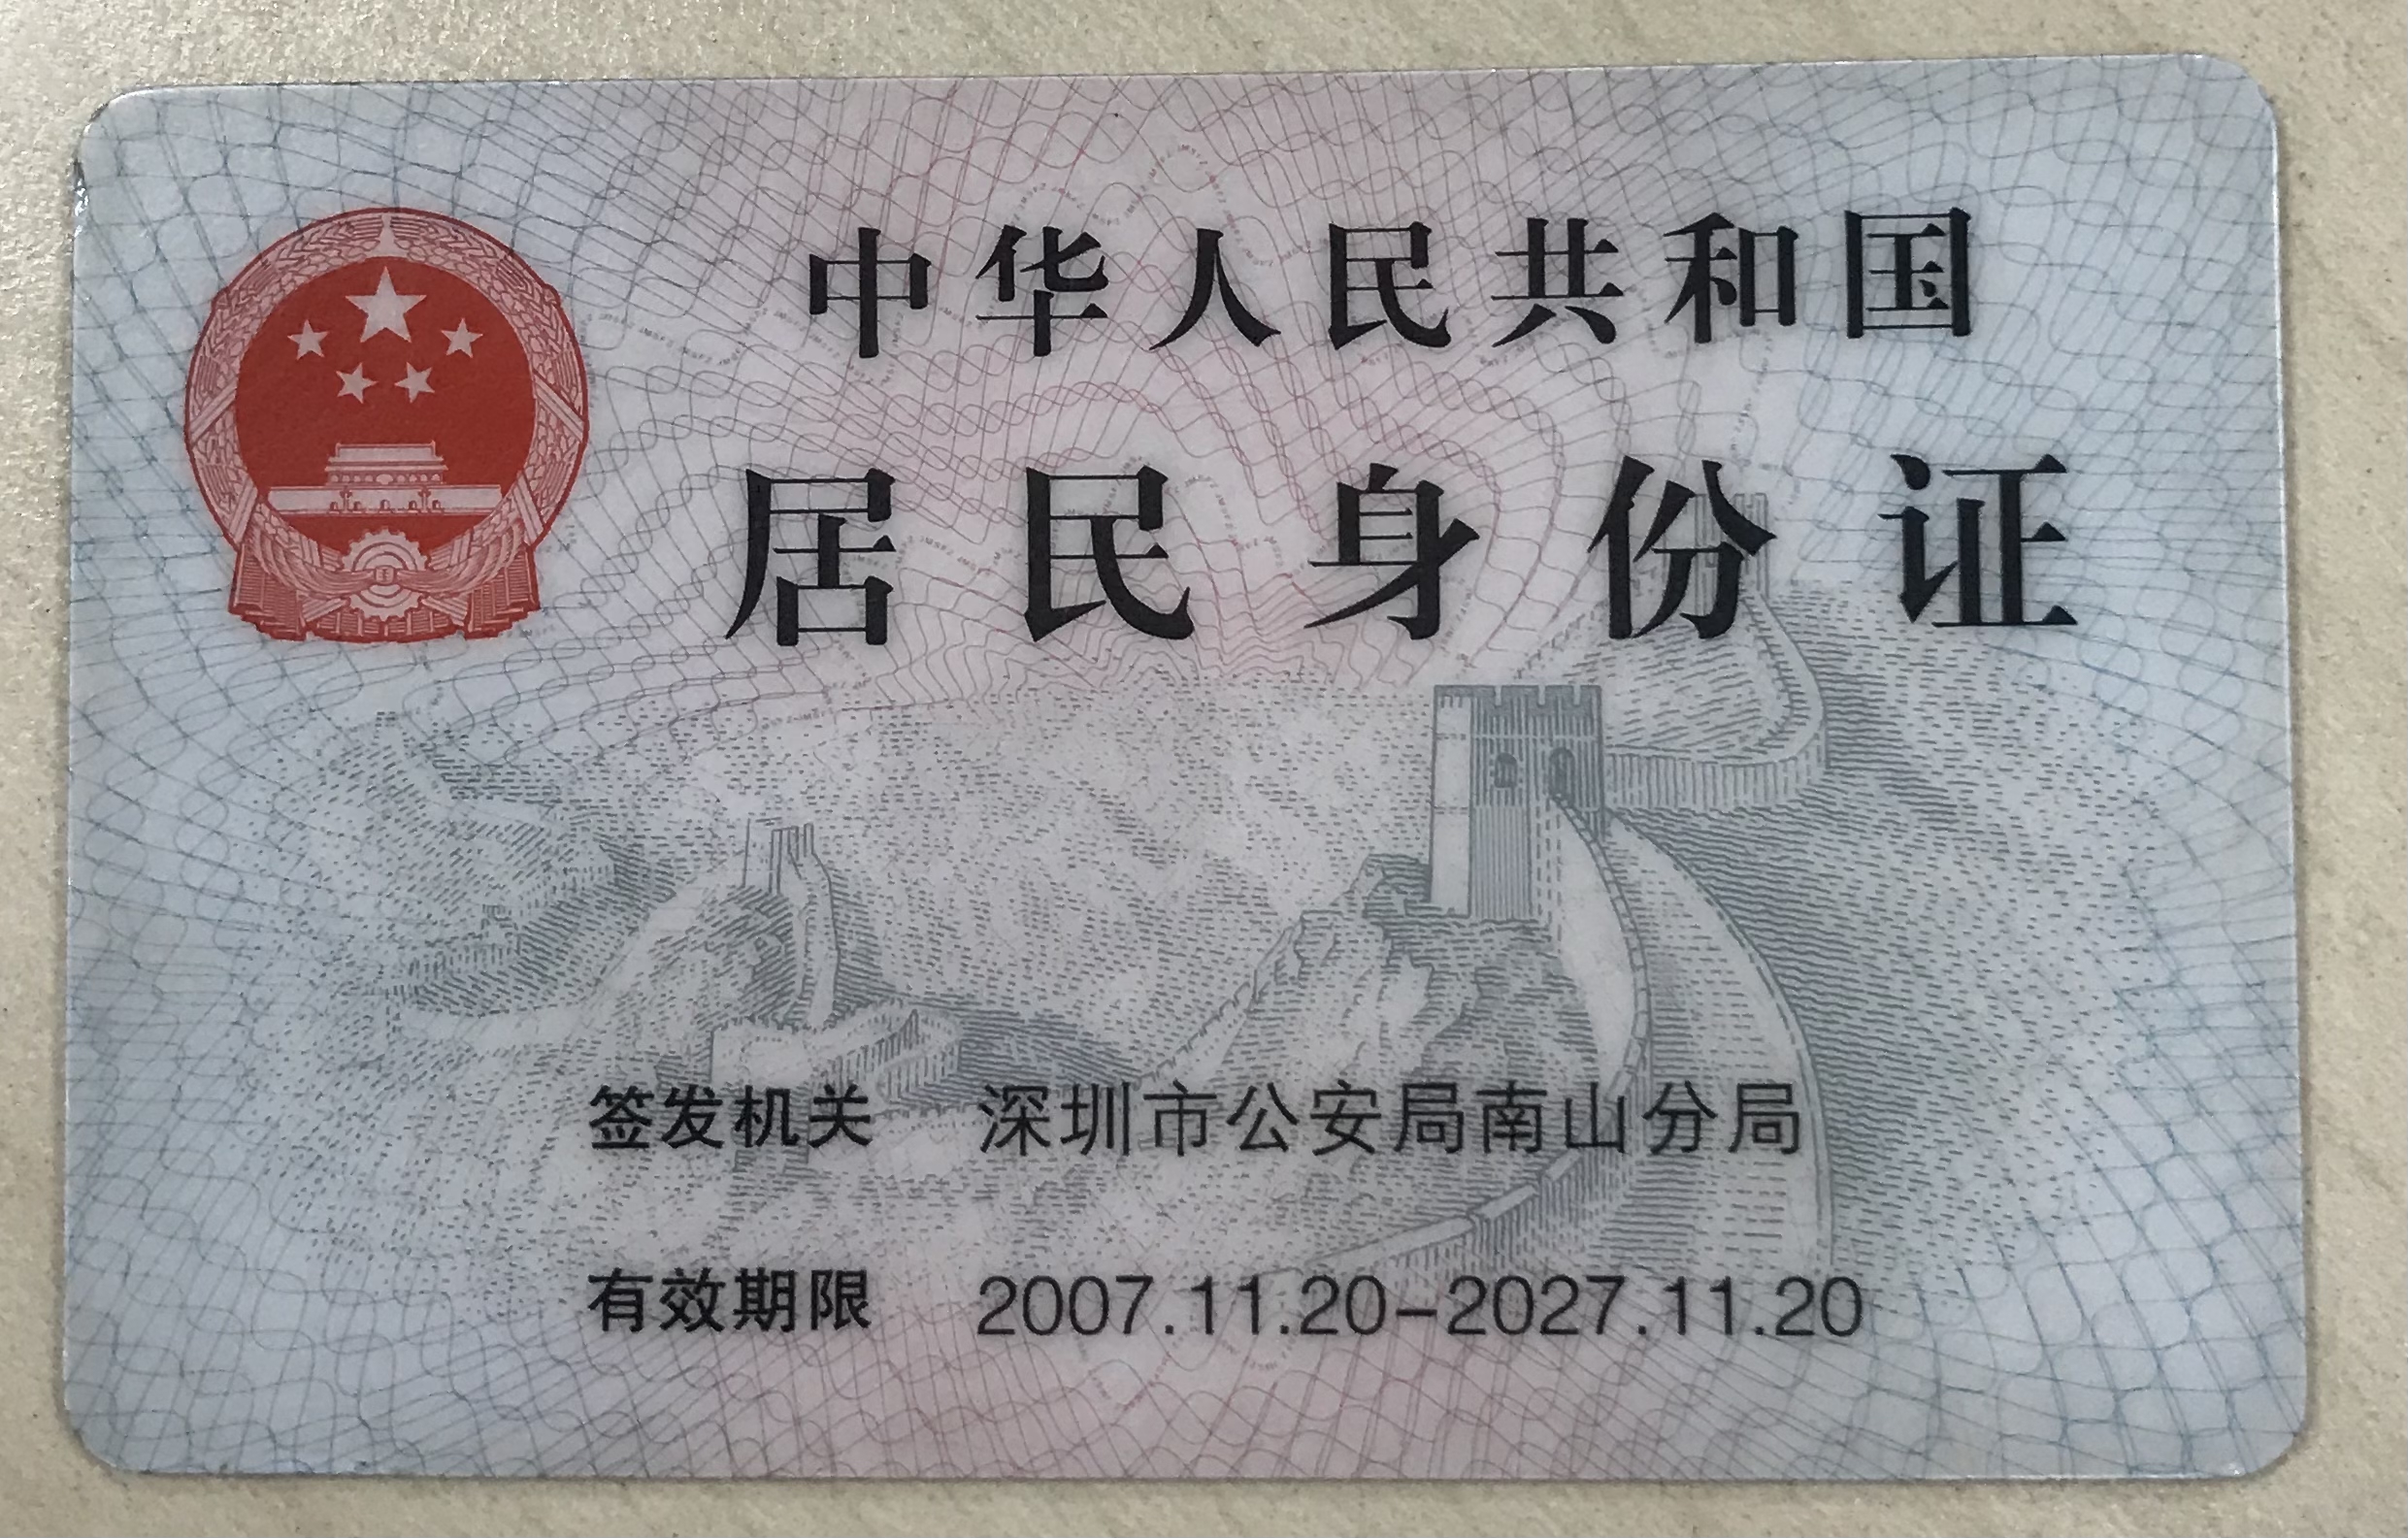 中华人民共和国
居民身份证
签发机关 深圳市公安局南山分局
有效期限 2007.11.20-2027.11.20